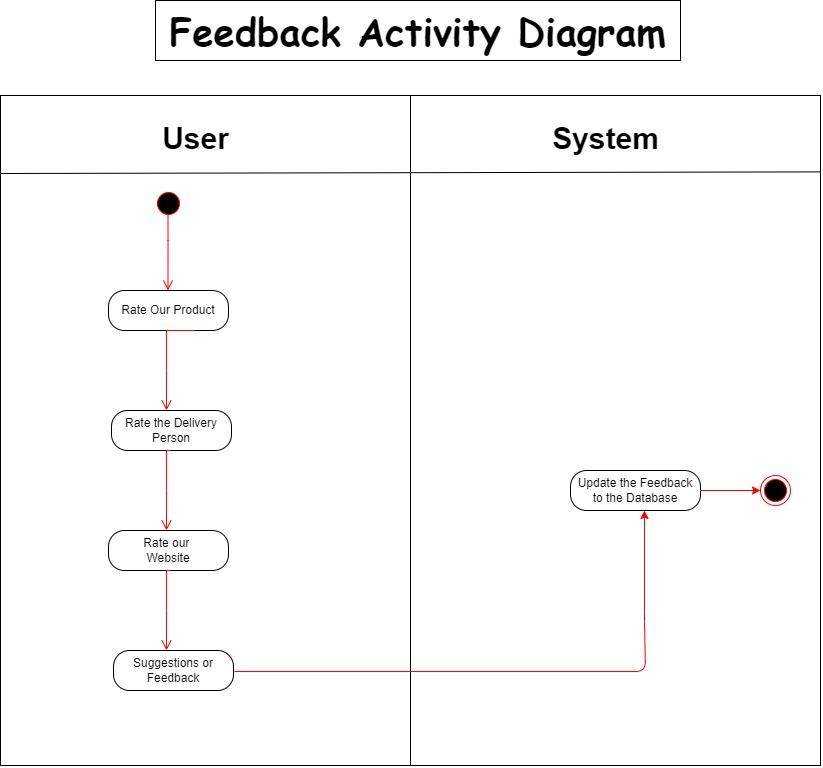 Feedback Activity Diagram
User
System
Rate Our Product
Rate the Delivery
Person
Update the Feedback
to the Database
Rate our
Website
Suggestions or
Feedback